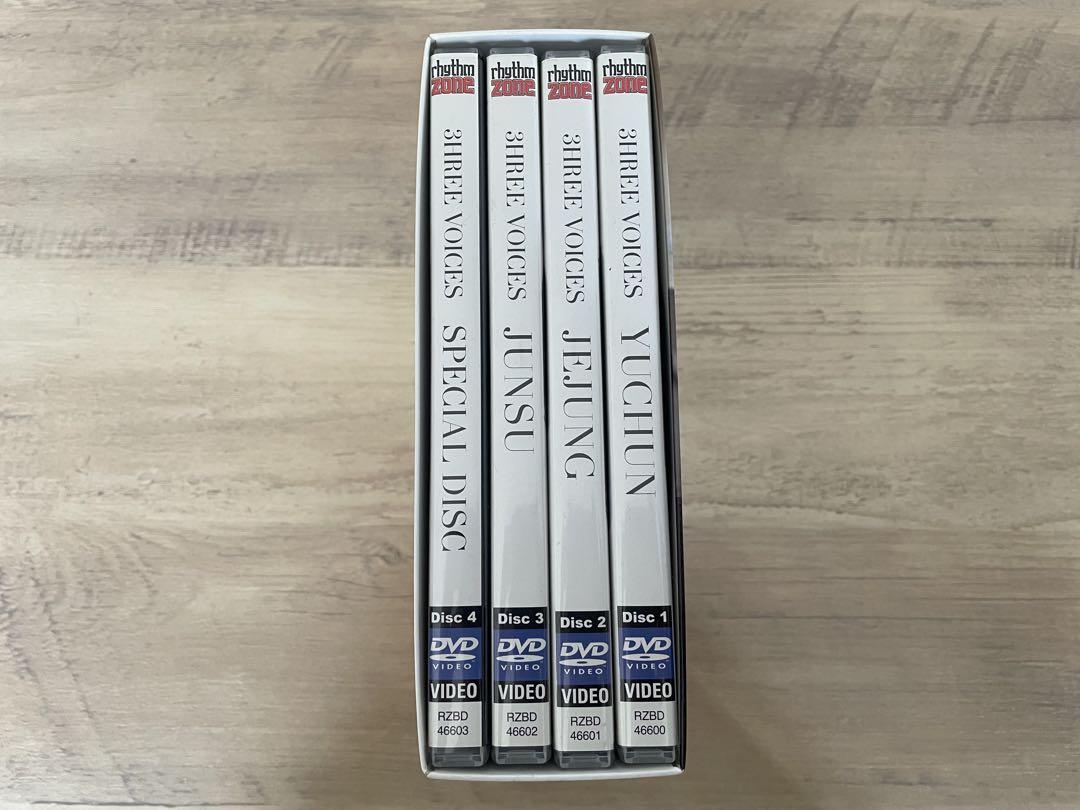 rhythm
zone
3HREE VOICES SPECIAL DISC
Disc 4
DVD
VIDEO
VIDEO
RZBD
46603
rhythm
zone
3HREE VOICES JUNSU
Disc 3
DVD
VIDEO
VIDEO
RZBD
46602
rhythm
zone
3HREE VOICES JEJUNG
Disc 2
DVD
VIDEO
VIDEO
RZBD
46601
rhythm
zone
3HREE VOICES YUCHUN
Disc 1
DVD
VIDEO
VIDEO
RZBD
46600